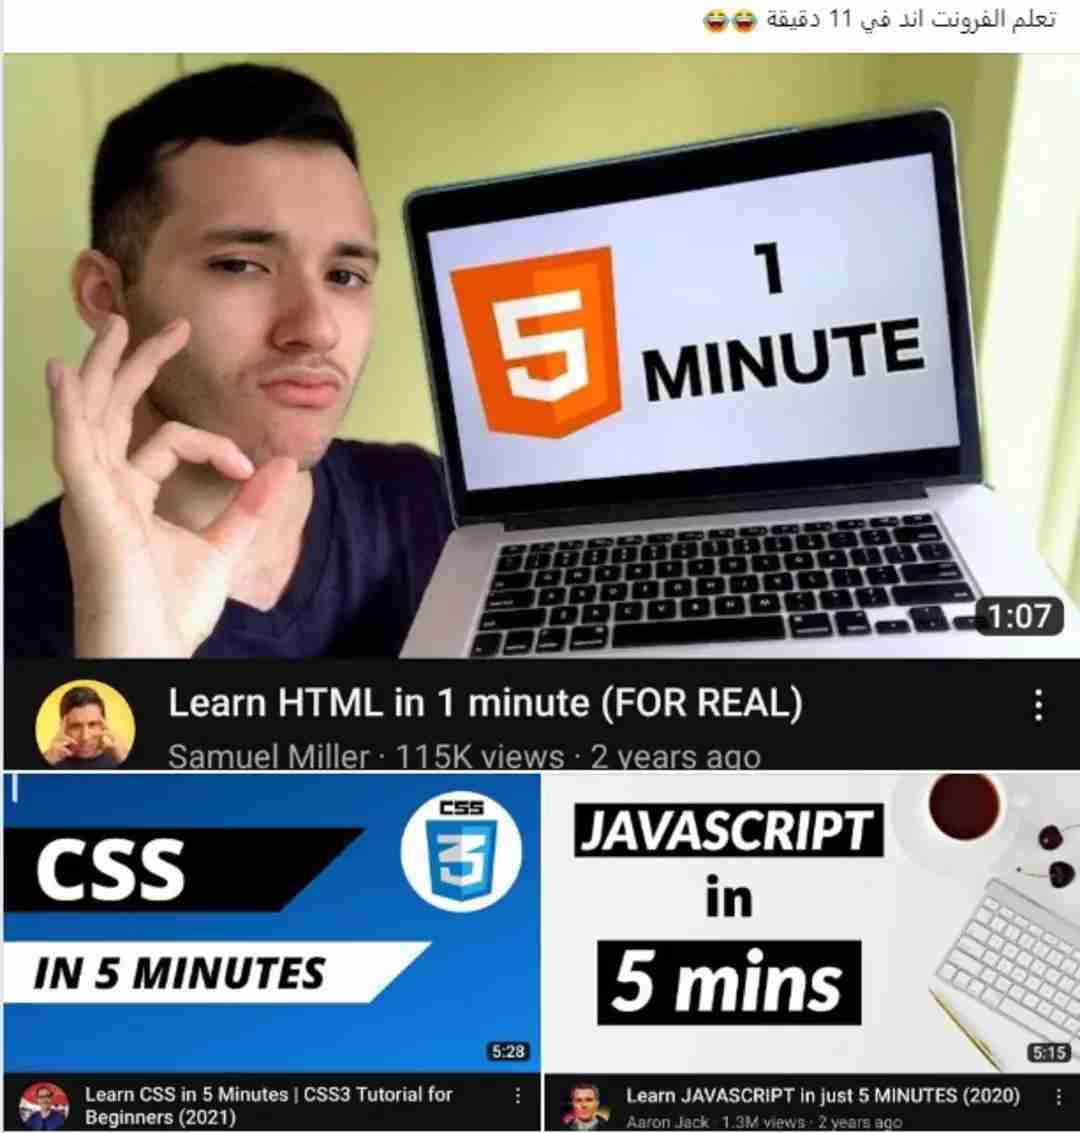 تعلم الفرونت اند في 11 دقيقة 😂😂
5
1
MINUTE
1:07
Learn HTML in 1 minute (FOR REAL)
Samuel Miller · 115K views · 2 years ago
CSS
3
CSS
IN 5 MINUTES
5:28
Learn CSS in 5 Minutes | CSS3 Tutorial for
Beginners (2021)
JAVASCRIPT
in
5 mins
5:15
Learn JAVASCRIPT in just 5 MINUTES (2020)
Aaron Jack · 1.3M views · 2 years ago